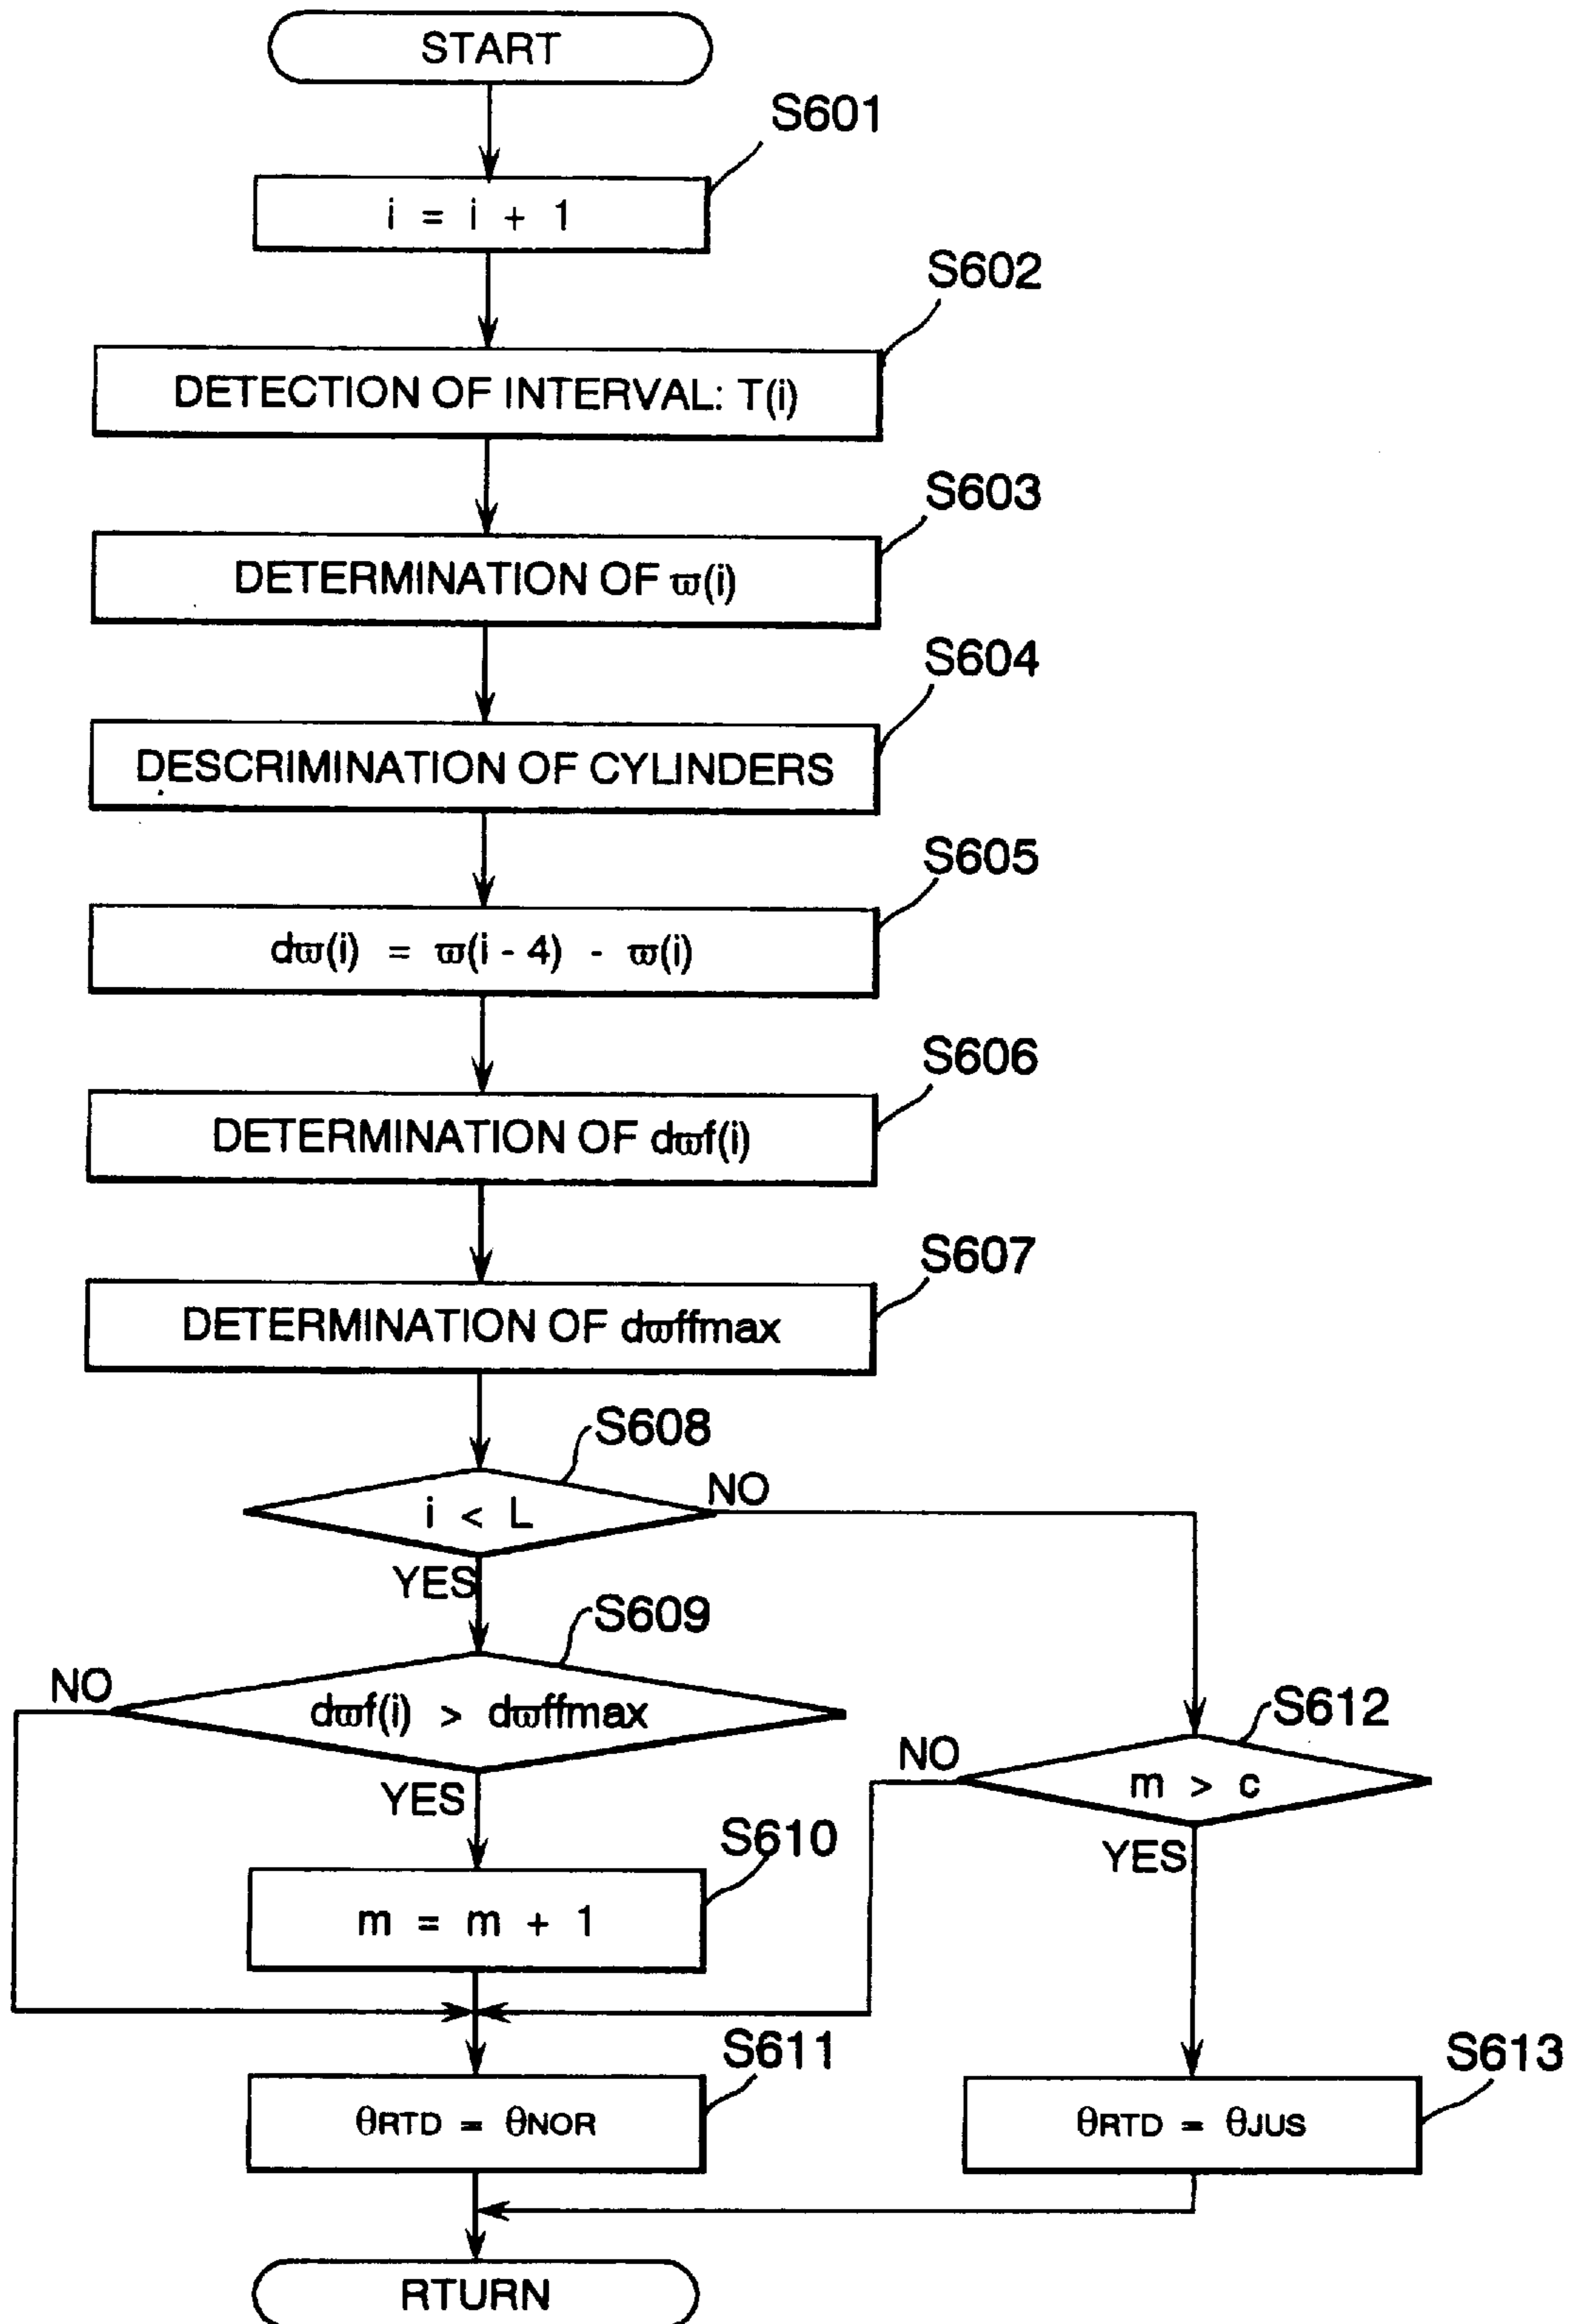 START
S601
i = i + 1
S602
DETECTION OF INTERVAL: T(i)
S603
DETERMINATION OF ϖ(i)
S604
DESCRIMINATION OF CYLINDERS
S605
dϖ(i) = ϖ(i - 4) - ϖ(i)
S606
DETERMINATION OF dϖf(i)
S607
DETERMINATION OF dϖffmax
S608
i < L
NO
YES
S609
NO
dϖf(i) > dϖffmax
S612
NO
m > c
YES
S610
YES
m = m + 1
S611
θRTD = θNOR
S613
θRTD = θJUS
RTURN